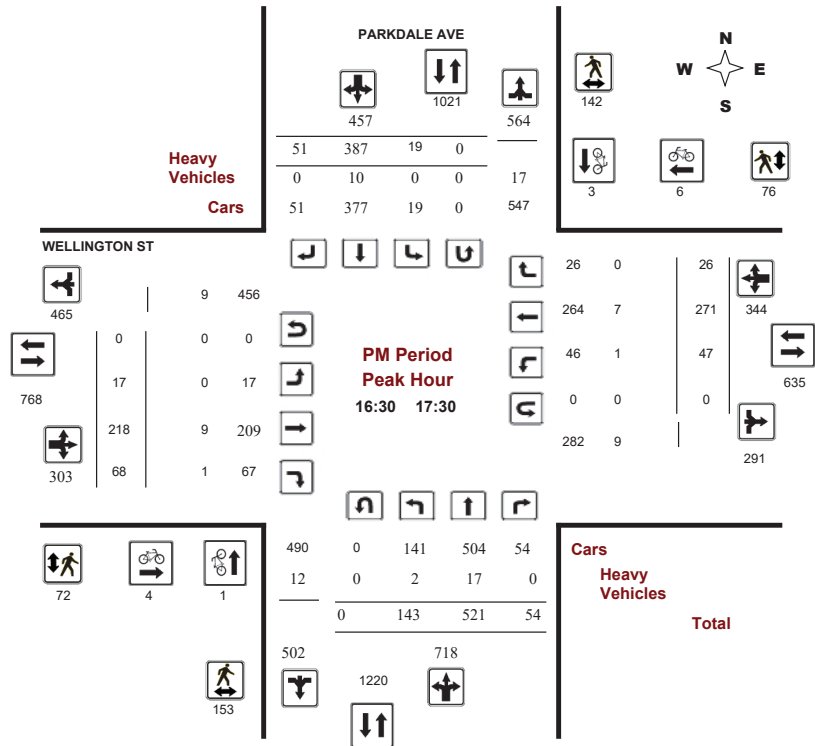 PARKDALE AVE
N
W E
S
1021
142
457
564
51 387 19 0
Heavy
Vehicles
0 10 0 0 17
3 6 76
Cars
51 377 19 0 547
WELLINGTON ST
26 0 26
9 456
465
264 7 271 344
0 0 0
PM Period
Peak Hour
46 1 47
17 0 17
635
768
16:30 17:30
0 0 0
218 9 209
282 9
291
303
68 1 67
490 0 141 504 54
Cars
12 0 2 17 0
Heavy
Vehicles
72 4 1
0 143 521 54
Total
502 718
1220
153